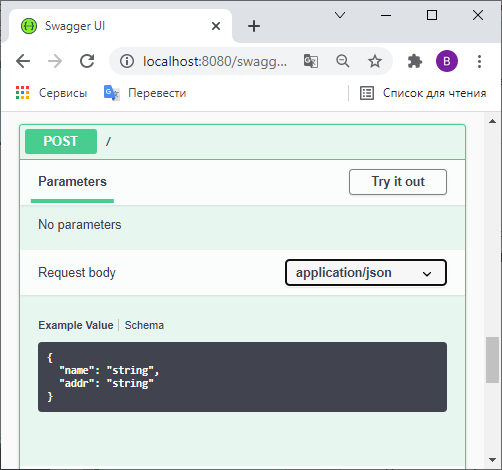 Swagger UI
localhost:8080/swagg...
B
Сервисы
Перевести
Список для чтения
POST /
Parameters
Try it out
No parameters
Request body
application/json
Example Value
Schema
{
"name": "string",
"addr": "string"
}